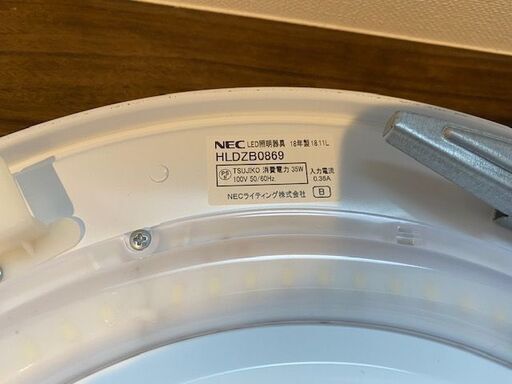 NEC LED照明器具 18年製 18.11L
HLDZB0869
PS E TSUJIKO 消費電力 35W 入力電流
100V 50/60Hz 0.36A
NECライティング株式会社 B